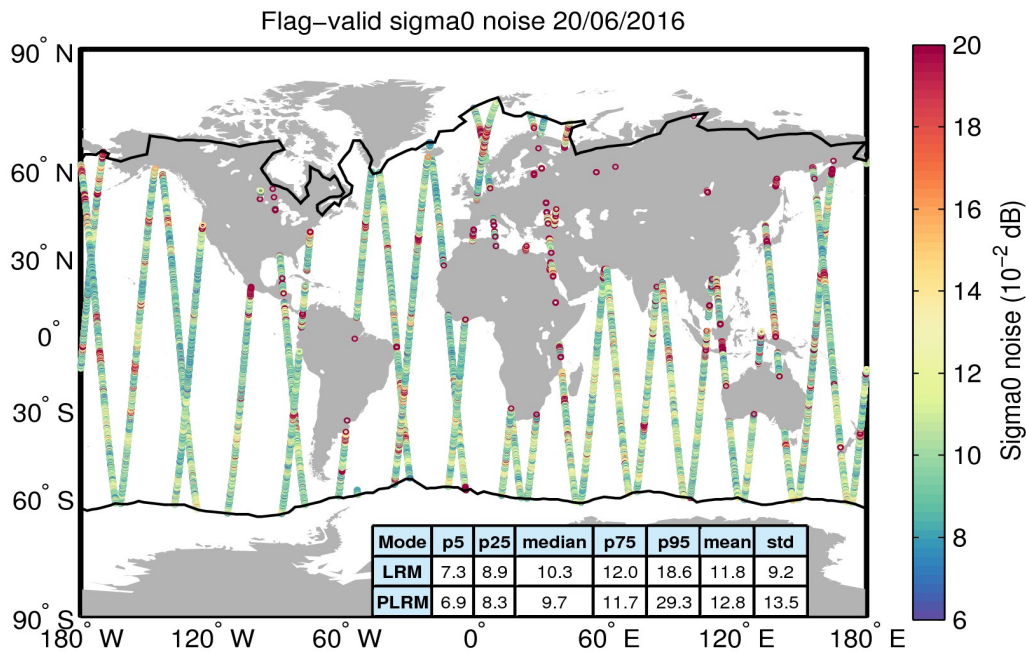 Flag−valid sigma0 noise 20/06/2016
90° N
60° N
30° N
0°
30° S
60° S
90° S
180° W
120° W
60° W
0°
60° E
120° E
180° E
20
18
16
14
12
10
8
6
Sigma0 noise (10−2 dB)
Mode p5 p25 median p75 p95 mean std
LRM 7.3 8.9 10.3 12.0 18.6 11.8 9.2
PLRM 6.9 8.3 9.7 11.7 29.3 12.8 13.5